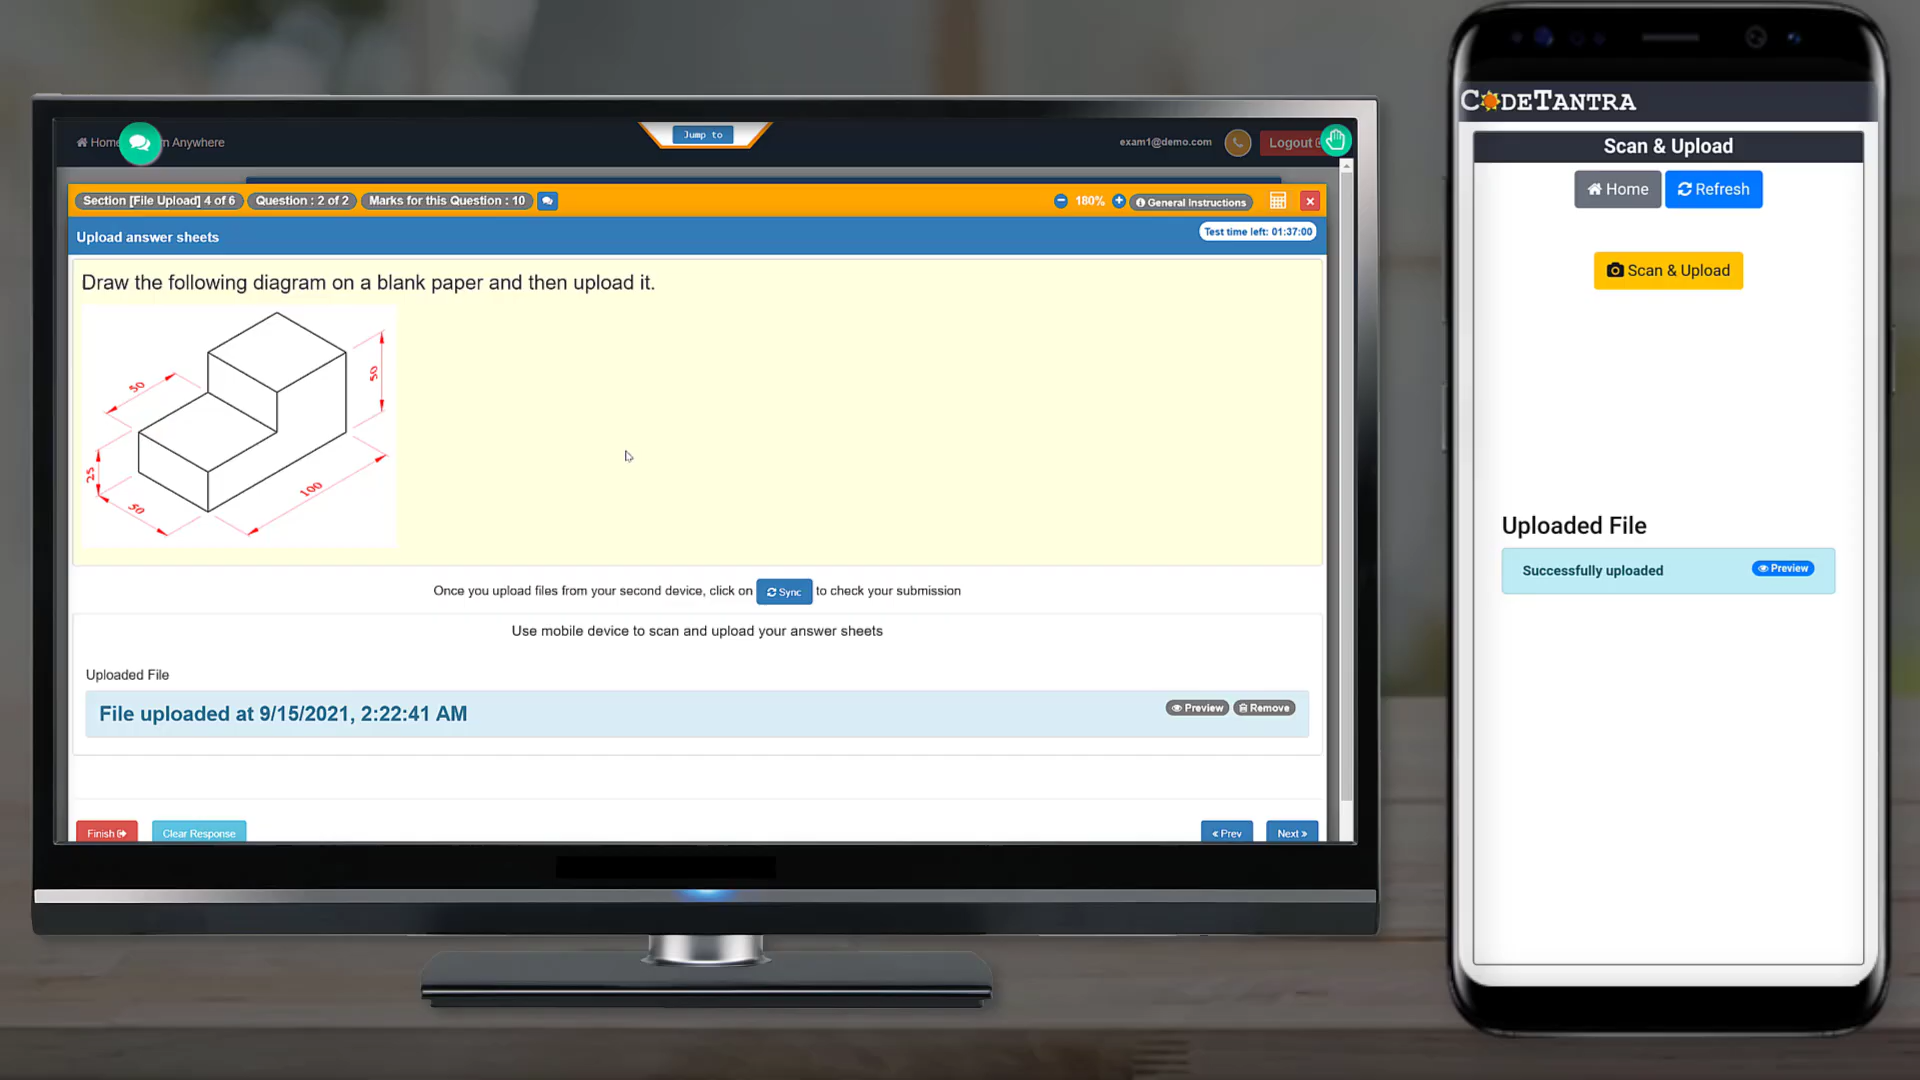 Home
n Anywhere
Jump to
exam1@demo.com
Logout
Section [File Upload] 4 of 6
Question : 2 of 2
Marks for this Question : 10
180%
General Instructions
Upload answer sheets
Test time left: 01:37:00
Draw the following diagram on a blank paper and then upload it.
50
50
25
50
100
Once you upload files from your second device, click on Sync to check your submission
Use mobile device to scan and upload your answer sheets
Uploaded File
File uploaded at 9/15/2021, 2:22:41 AM
Preview
Remove
Finish
Clear Response
« Prev
Next »
CODETANTRA
Scan & Upload
Home
Refresh
Scan & Upload
Uploaded File
Successfully uploaded
Preview